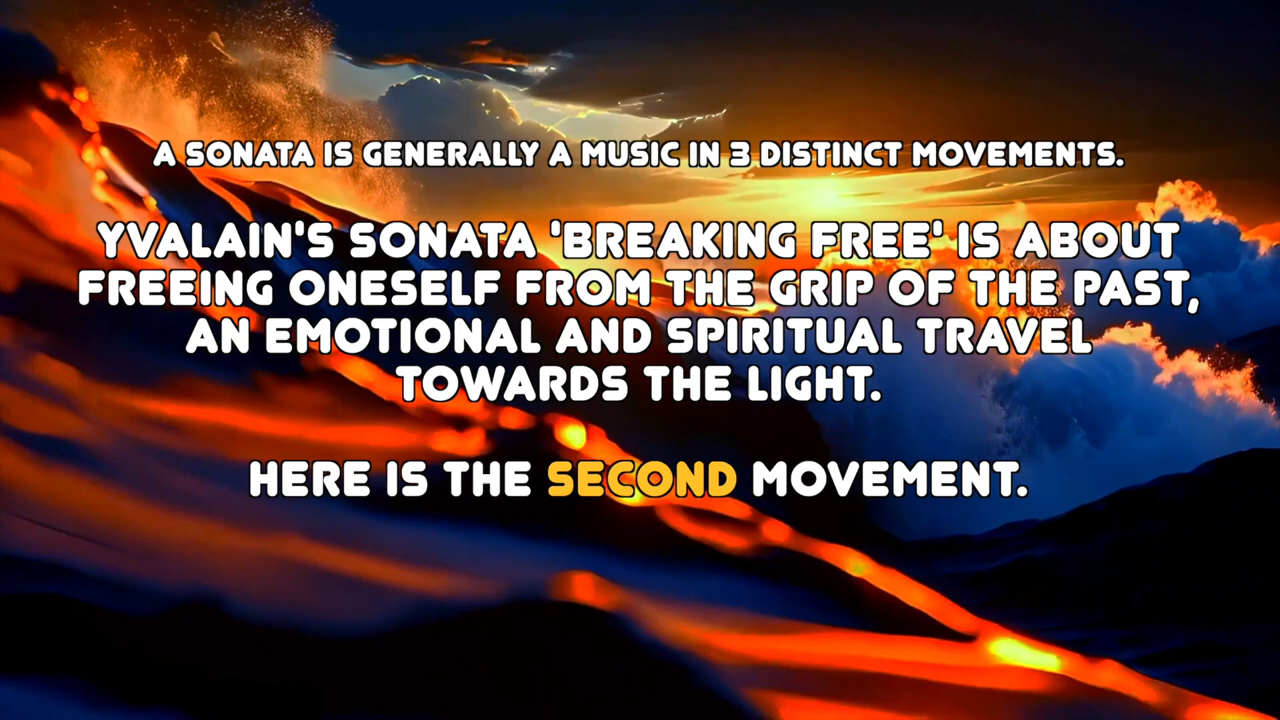 A SONATA IS GENERALLY A MUSIC IN 3 DISTINCT MOVEMENTS.
YVALAIN'S SONATA 'BREAKING FREE' IS ABOUT
FREEING ONESELF FROM THE GRIP OF THE PAST,
AN EMOTIONAL AND SPIRITUAL TRAVEL
TOWARDS THE LIGHT.
HERE IS THE SECOND MOVEMENT.